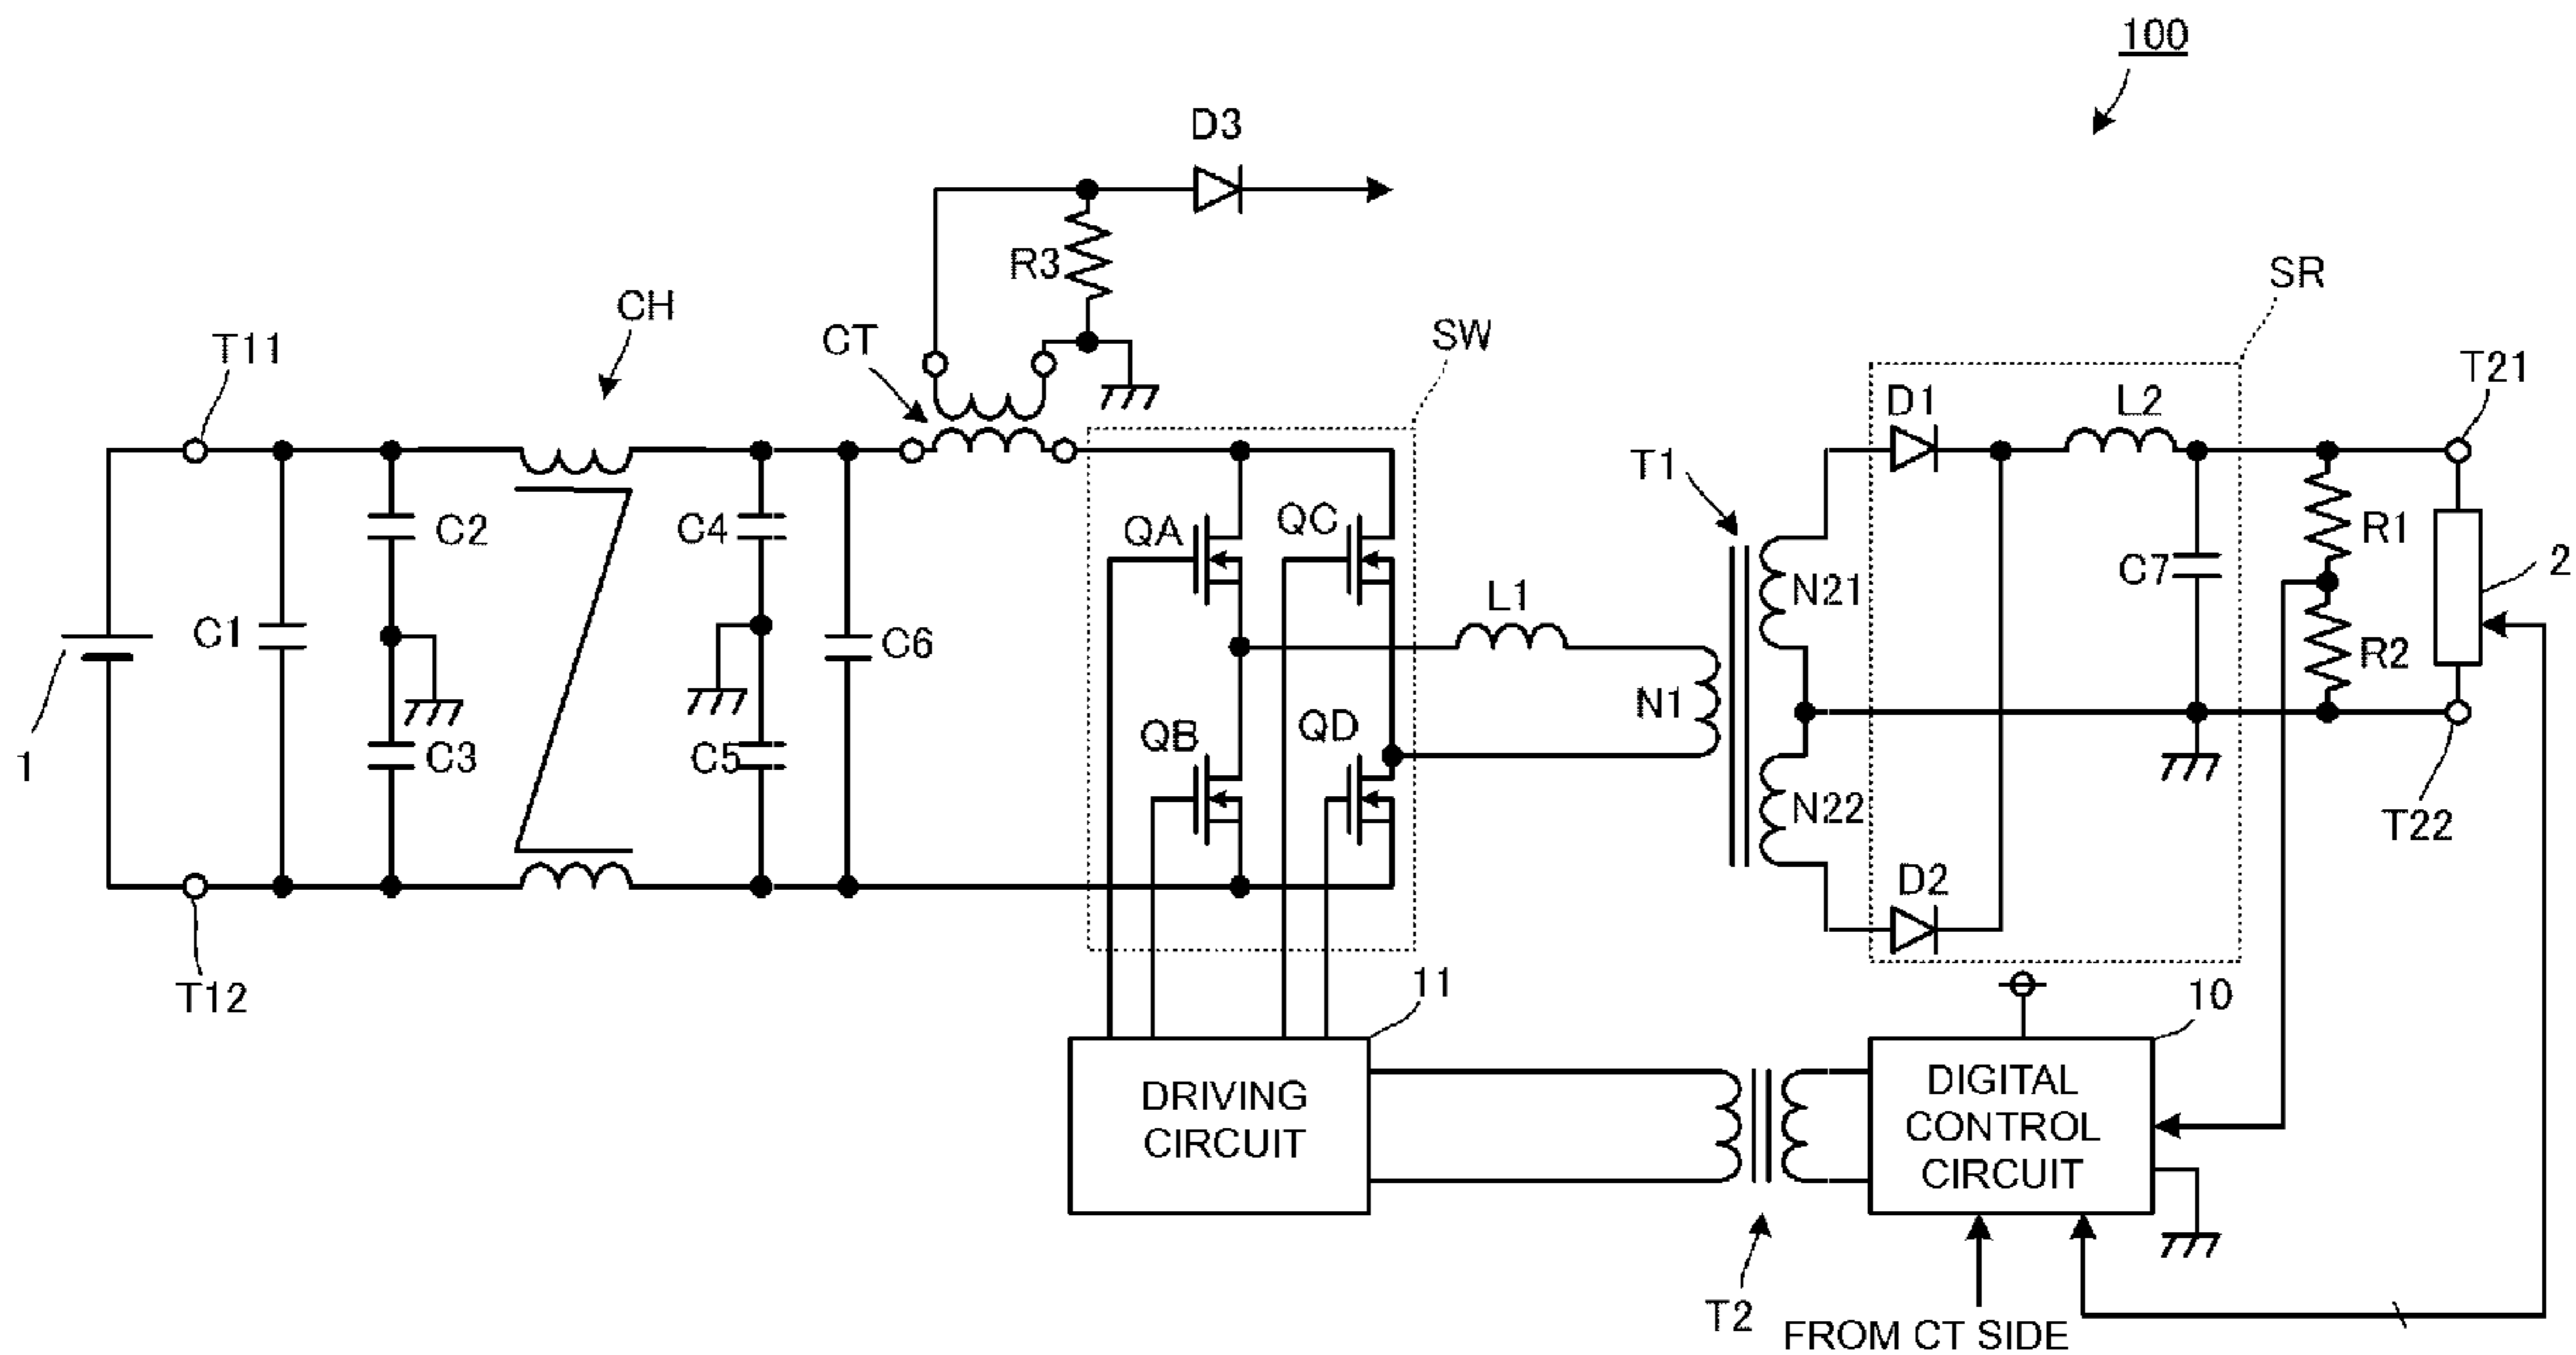 100
D3
R3
CH
CT
SW
SR
T11
T21
D1
L2
T1
C2
C4
QA
QC
R1
2
C7
N21
L1
C1
C6
R2
N1
1
C3
C5
QB
QD
N22
T22
D2
T12
11
10
DRIVING
CIRCUIT
DIGITAL
CONTROL
CIRCUIT
T2
FROM CT SIDE